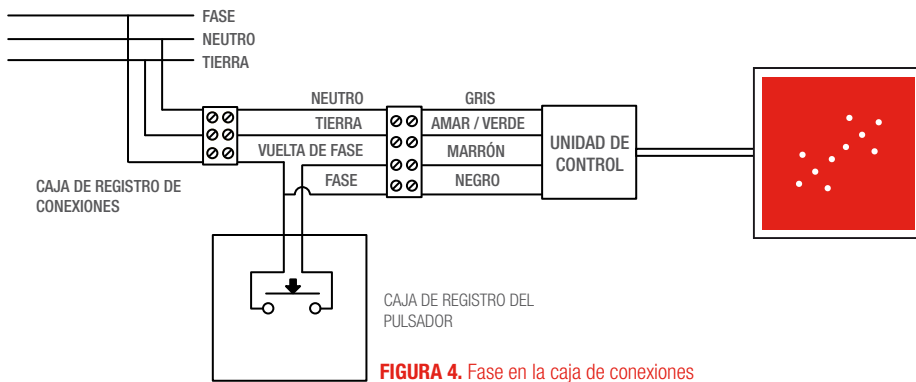 FASE
NEUTRO
TIERRA
NEUTRO
GRIS
TIERRA
AMAR / VERDE
VUELTA DE FASE
MARRÓN
FASE
NEGRO
UNIDAD DE
CONTROL
CAJA DE REGISTRO DE
CONEXIONES
CAJA DE REGISTRO DEL
PULSADOR
FIGURA 4. Fase en la caja de conexiones